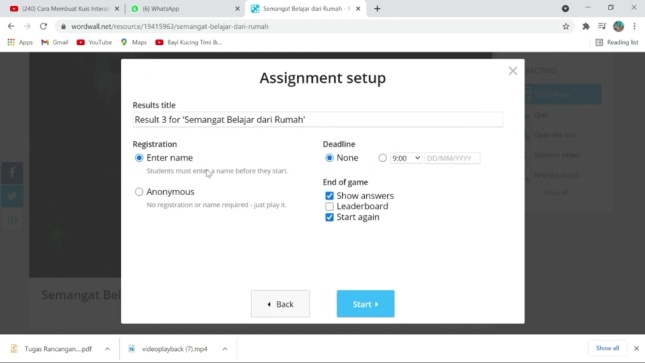 (240) Cara Membuat Kuis Interak
(6) WhatsApp
Semangat Belajar dari Rumah -
wordwall.net/resource/19415963/semangat-belajar-dari-rumah
Apps
Gmail
YouTube
Maps
Bayi Kucing Timi &...
Reading list
Assignment setup
Results title
Result 3 for 'Semangat Belajar dari Rumah'
Registration
Enter name
Students must enter a name before they start.
Anonymous
No registration or name required - just play it.
Deadline
None
9:00
DD/MM/YYYY
End of game
Show answers
Leaderboard
Start again
Semangat Bel
Back
Start
Tugas Rancangan....pdf
videoplayback (7).mp4
Show all